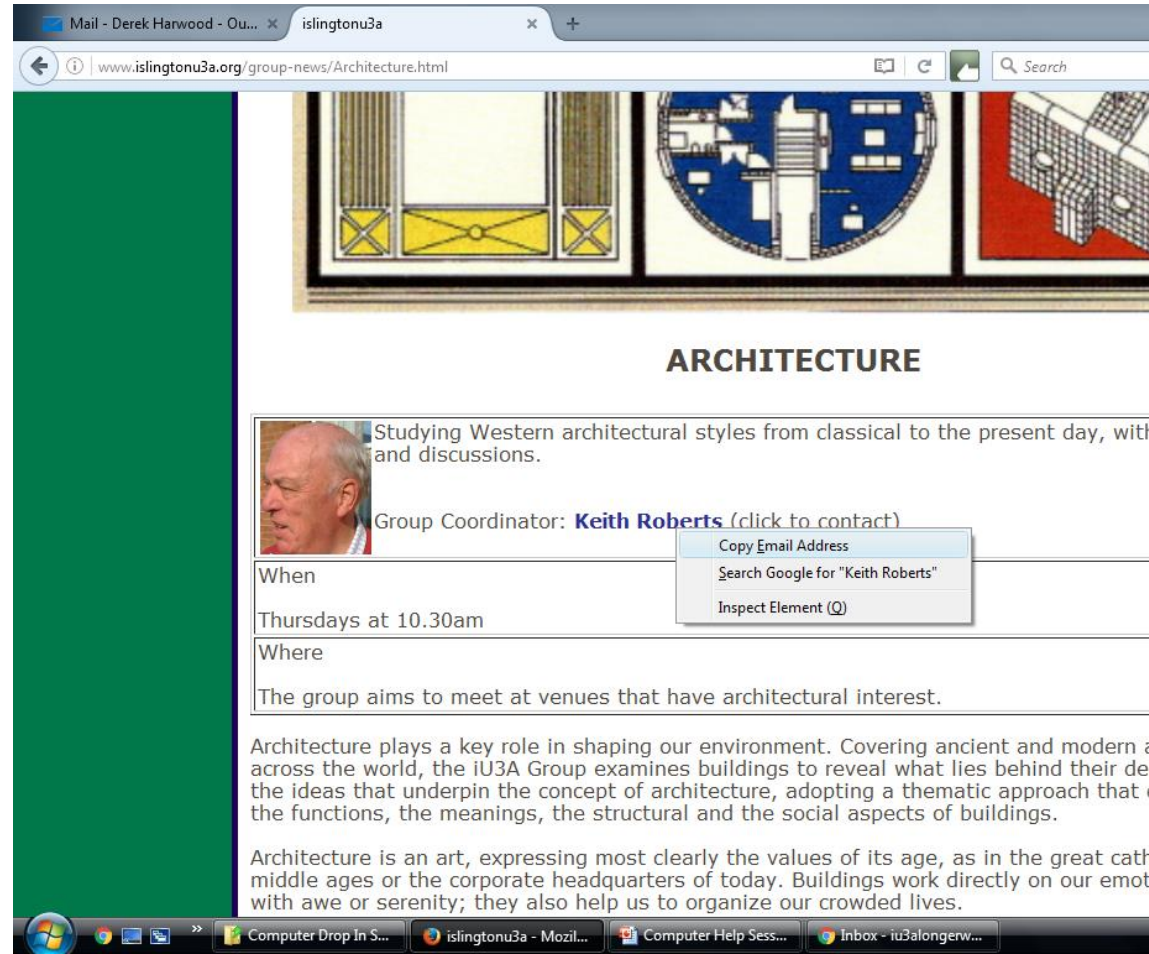 Mail - Derek Harwood - Ou...
islingtonu3a
www.islingtonu3a.org/group-news/Architecture.html
Search
ARCHITECTURE
Studying Western architectural styles from classical to the present day, with
and discussions.
Group Coordinator: Keith Roberts (click to contact)
Copy Email Address
Search Google for "Keith Roberts"
Inspect Element (Q)
When
Thursdays at 10.30am
Where
The group aims to meet at venues that have architectural interest.
Architecture plays a key role in shaping our environment. Covering ancient and modern a
across the world, the iU3A Group examines buildings to reveal what lies behind their de
the ideas that underpin the concept of architecture, adopting a thematic approach that
the functions, the meanings, the structural and the social aspects of buildings.
Architecture is an art, expressing most clearly the values of its age, as in the great cath
middle ages or the corporate headquarters of today. Buildings work directly on our emot
with awe or serenity; they also help us to organize our crowded lives.
Computer Drop In S...
islingtonu3a - Mozil...
Computer Help Sess...
Inbox - iu3alongerw...